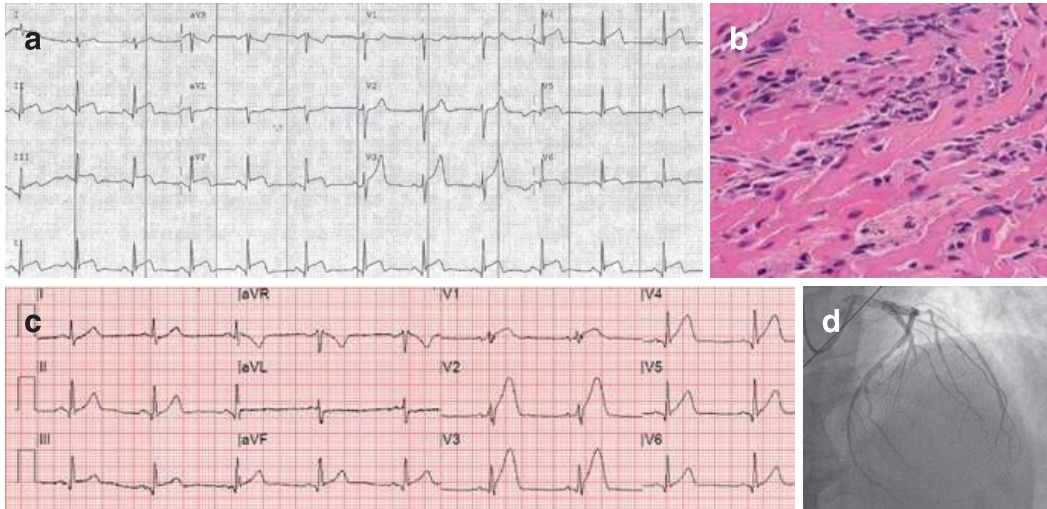 a
I aVR V1 V4
II aVL V2 V5
III aVF V3 V6
II
b
c
I aVR V1 V4
II aVL V2 V5
III aVF V3 V6
d